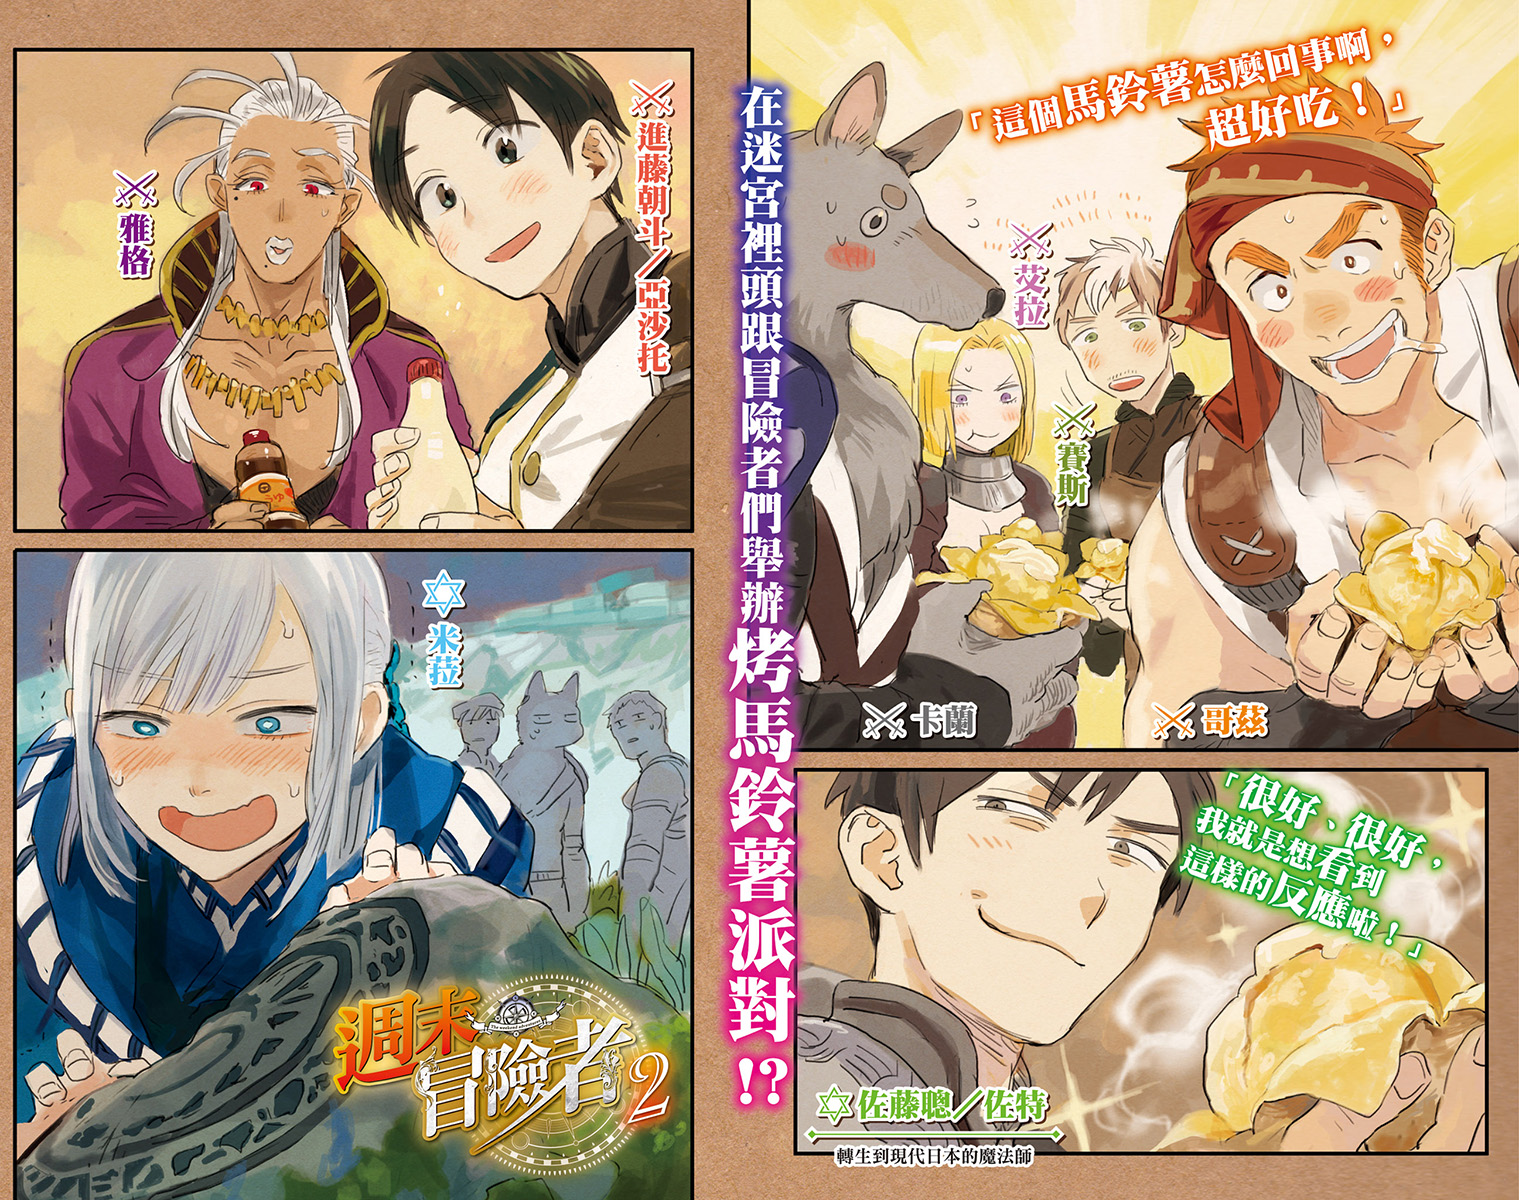 「這個馬鈴薯怎麼回事啊，
超好吃！」
艾拉
賽斯
卡蘭
哥茲
在迷宮裡頭跟冒險者們舉辦烤馬鈴薯派對!?
「很好、很好，
我就是想看到
這樣的反應啦！」
佐藤聰／佐特
轉生到現代日本的魔法師
進藤朝斗／亞沙托
雅格
米菈
週末
冒險者2